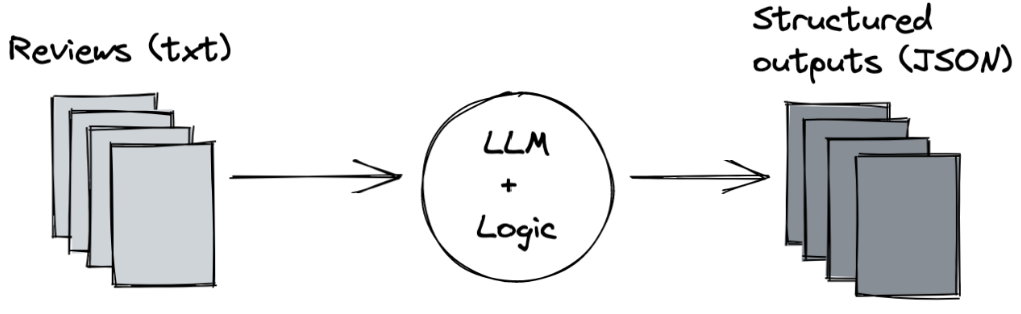 Reviews (txt)
LLM
+
Logic
Structured
outputs (JSON)